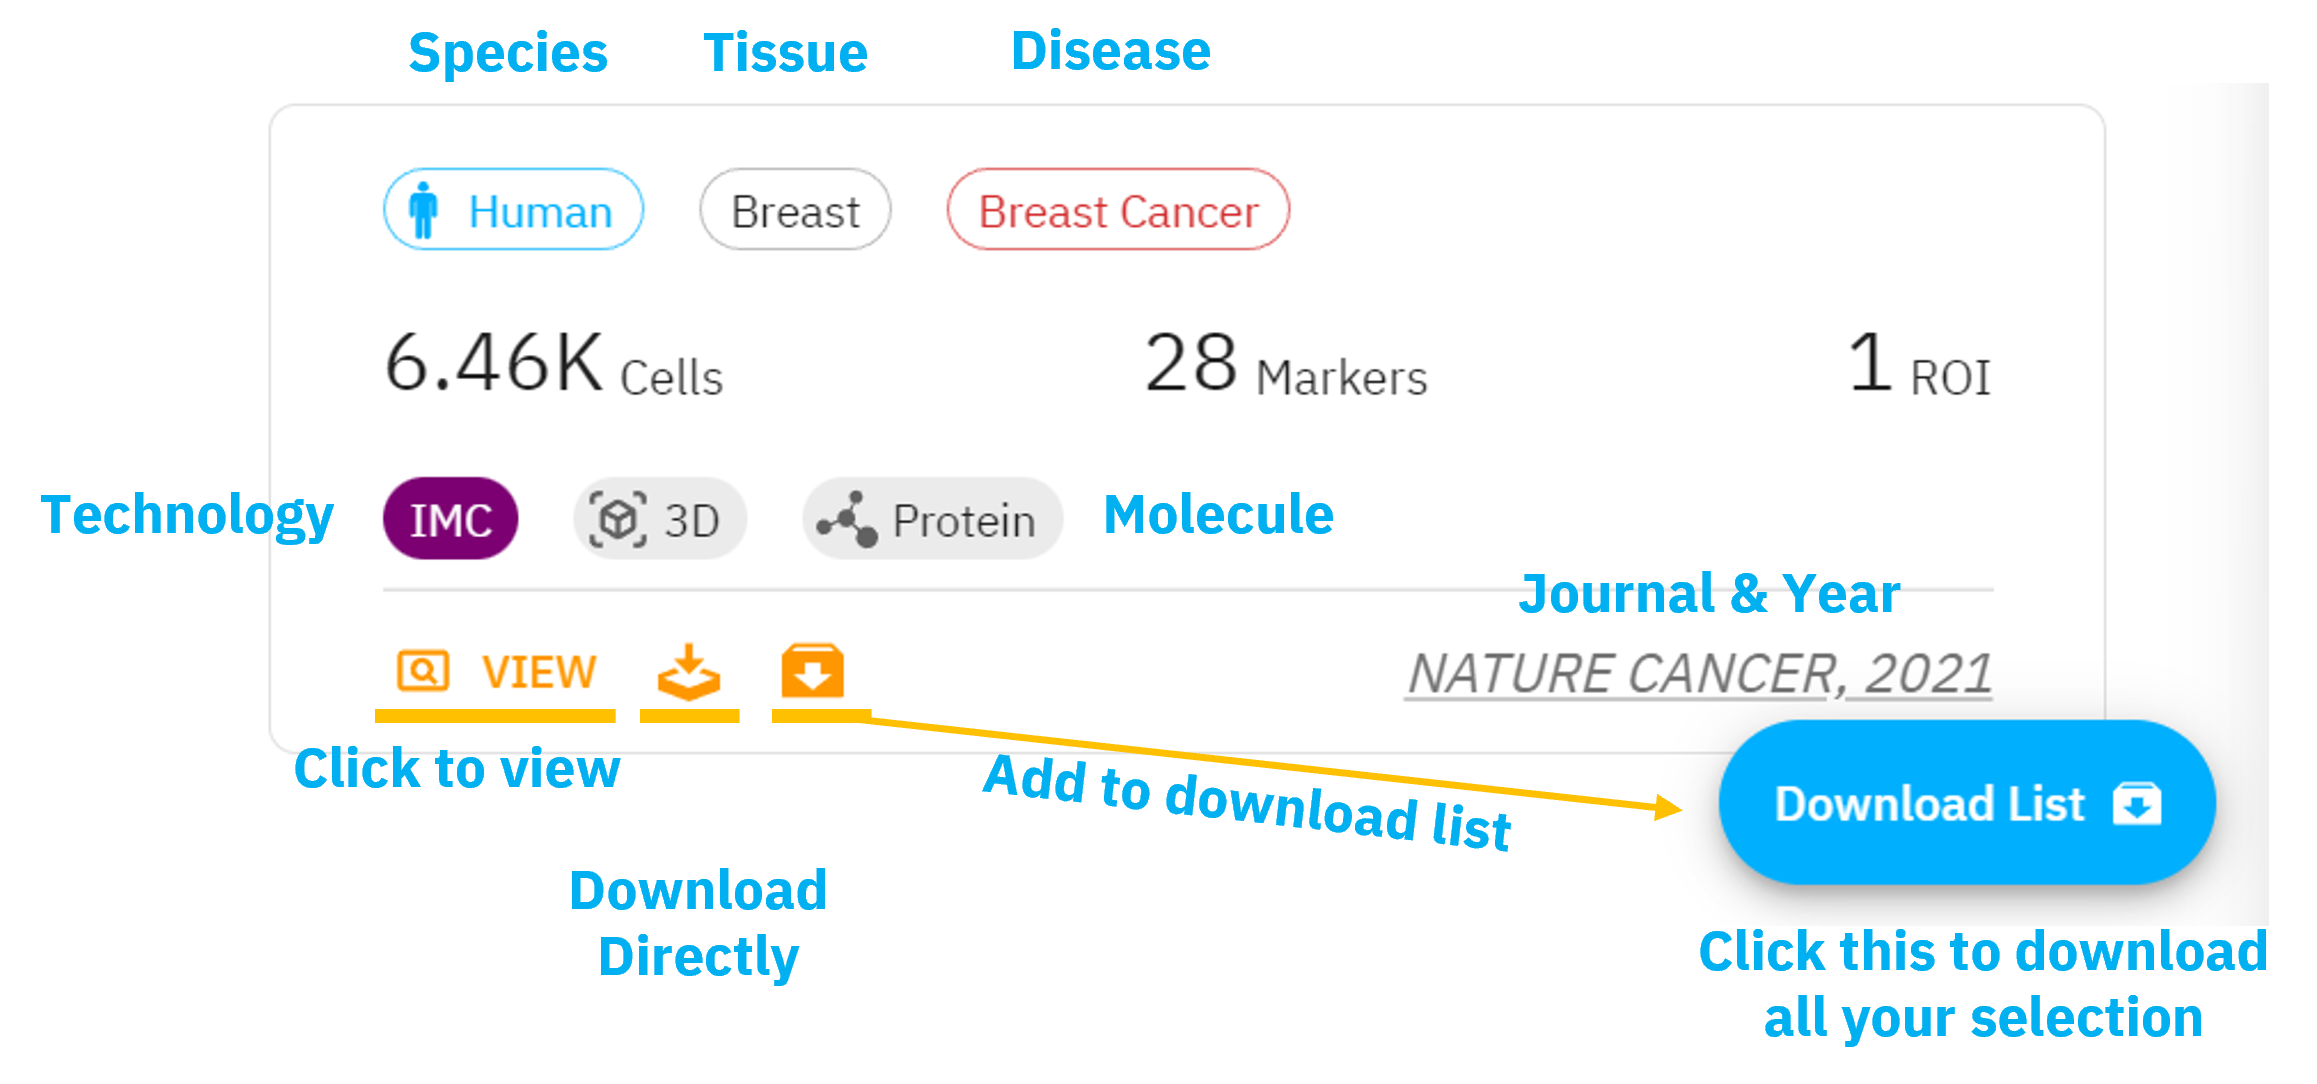 Species Tissue Disease
Human Breast Breast Cancer
6.46K Cells 28 Markers 1 ROI
Technology IMC 3D Protein Molecule
Journal & Year
VIEW NATURE CANCER, 2021
Click to view
Add to download list
Download List
Download
Directly
Click this to download
all your selection